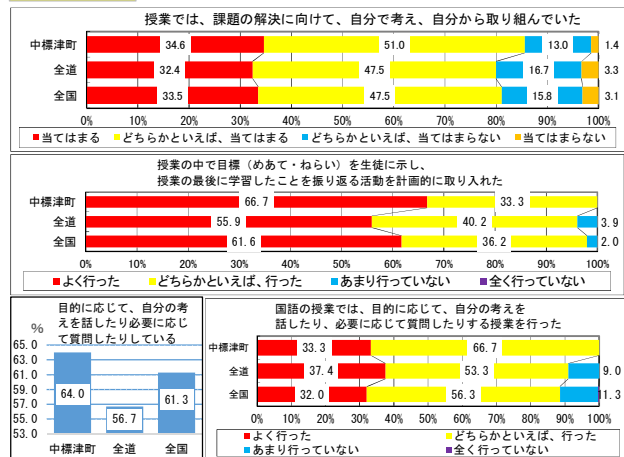 授業では、課題の解決に向けて、自分で考え、自分から取り組んでいた
中標津町 34.6 51.0 13.0 1.4
全道 32.4 47.5 16.7 3.3
全国 33.5 47.5 15.8 3.1
0% 10% 20% 30% 40% 50% 60% 70% 80% 90% 100%
当てはまる どちらかといえば、当てはまる どちらかといえば、当てはまらない 当てはまらない
授業の中で目標（めあて・ねらい）を生徒に示し、
授業の最後に学習したことを振り返る活動を計画的に取り入れた
中標津町 66.7 33.3
全道 55.9 40.2 3.9
全国 61.6 36.2 2.0
0% 10% 20% 30% 40% 50% 60% 70% 80% 90% 100%
よく行った どちらかといえば、行った あまり行っていない 全く行っていない
目的に応じて、自分の考
えを話したり必要に応じ
て質問したりしている
%
65.0
63.0
61.0
59.0
57.0
55.0
53.0
64.0 56.7 61.3
中標津町 全道 全国
国語の授業では、目的に応じて、自分の考えを
話したり、必要に応じて質問したりする授業を行った
中標津町 33.3 66.7
全道 37.4 53.3 9.0
全国 32.0 56.3 1.3
0% 10% 20% 30% 40% 50% 60% 70% 80% 90% 100%
よく行った どちらかといえば、行った
あまり行っていない 全く行っていない